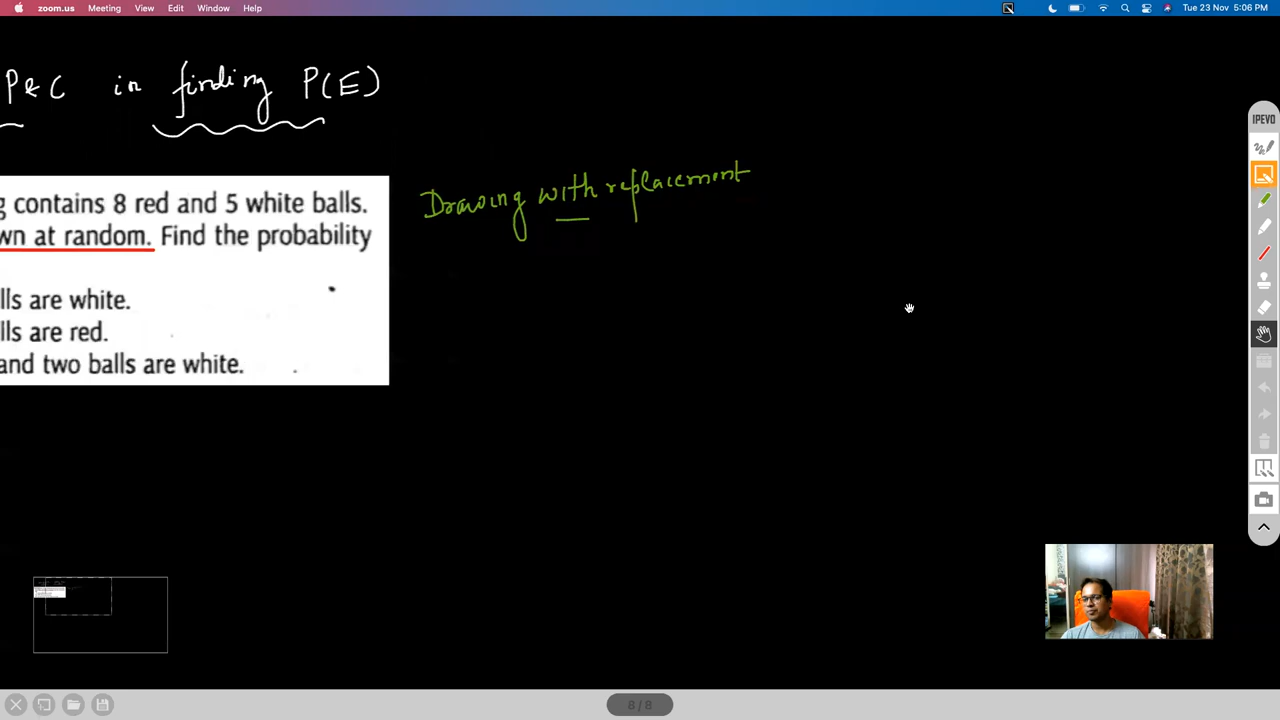 zoom.us Meeting View Edit Window Help Tue 23 Nov 5:06 PM
P&C in finding P(E)
IPEVO
Drawing with replacement
g contains 8 red and 5 white balls.
wn at random. Find the probability
lls are white.
lls are red.
and two balls are white.
8 / 8